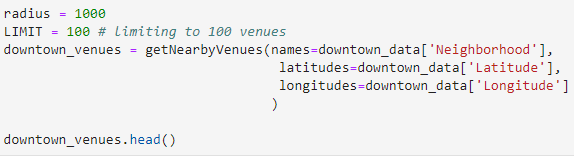 radius = 1000
LIMIT = 100 # limiting to 100 venues
downtown_venues = getNearbyVenues(names=downtown_data['Neighborhood'],
latitudes=downtown_data['Latitude'],
longitudes=downtown_data['Longitude']
)
downtown_venues.head()